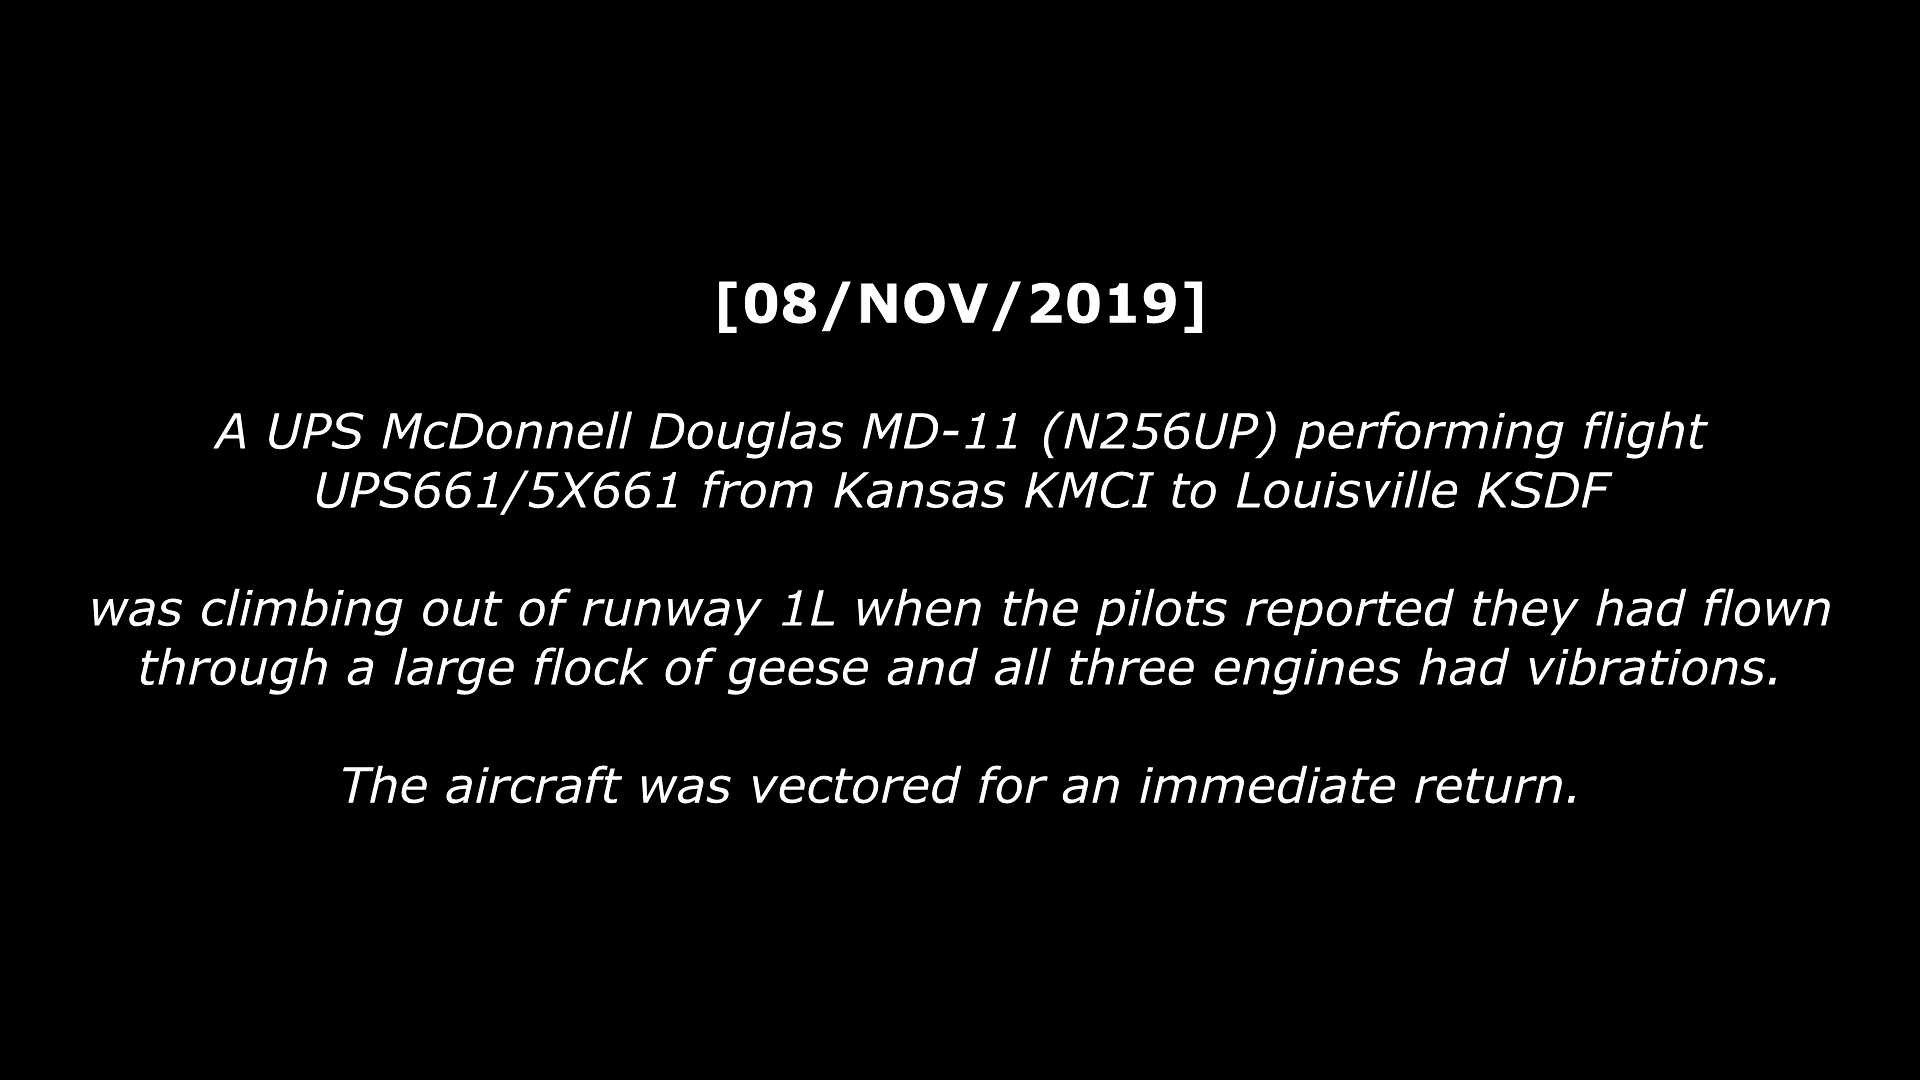 [08/NOV/2019]
A UPS McDonnell Douglas MD-11 (N256UP) performing flight
UPS661/5X661 from Kansas KMCI to Louisville KSDF
was climbing out of runway 1L when the pilots reported they had flown
through a large flock of geese and all three engines had vibrations.
The aircraft was vectored for an immediate return.